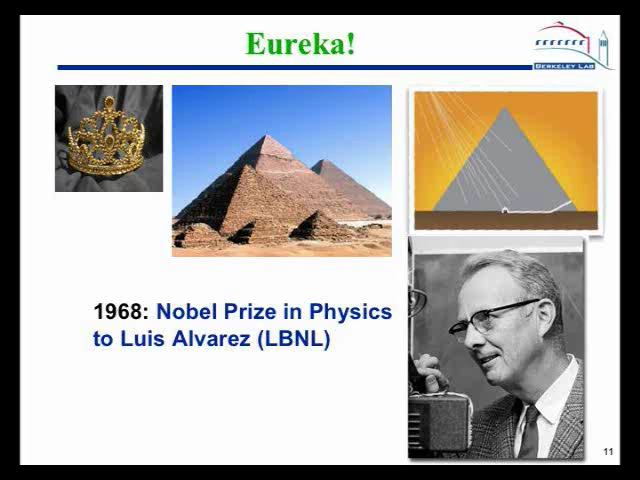 Eureka!
BERKELEY LAB
1968: Nobel Prize in Physics
to Luis Alvarez (LBNL)
11